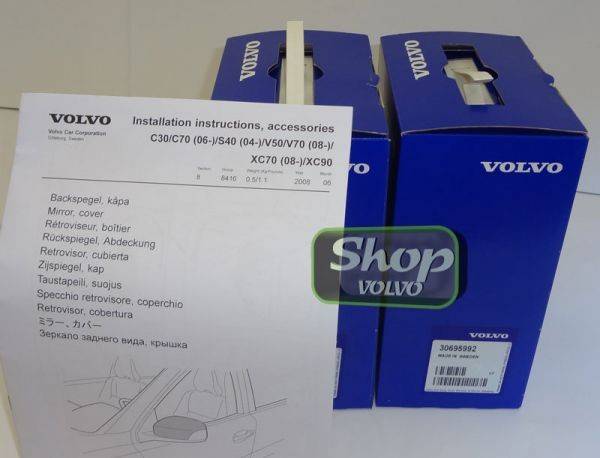 VOLVO
Volvo Car Corporation
Göteborg, Sweden
Installation instructions, accessories
C30/C70 (06-)/S40 (04-)/V50/V70 (08-)/
XC70 (08-)/XC90
Section Group Weight (Kg/Pounds) Year Month
8 8416 0.5/1.1 2008 06
Backspegel, kåpa
Mirror, cover
Rétroviseur, boîtier
Rückspiegel, Abdeckung
Retrovisor, cubierta
Zijspiegel, kap
Taustapeili, suojus
Specchio retrovisore, coperchio
Retrovisor, cobertura
ミラー、カバー
Зеркало заднего вида, крышка
VOLVO
VOLVO
VOLVO
VOLVO
Shop
VOLVO
VOLVO
30695992
MADE IN SWEDEN